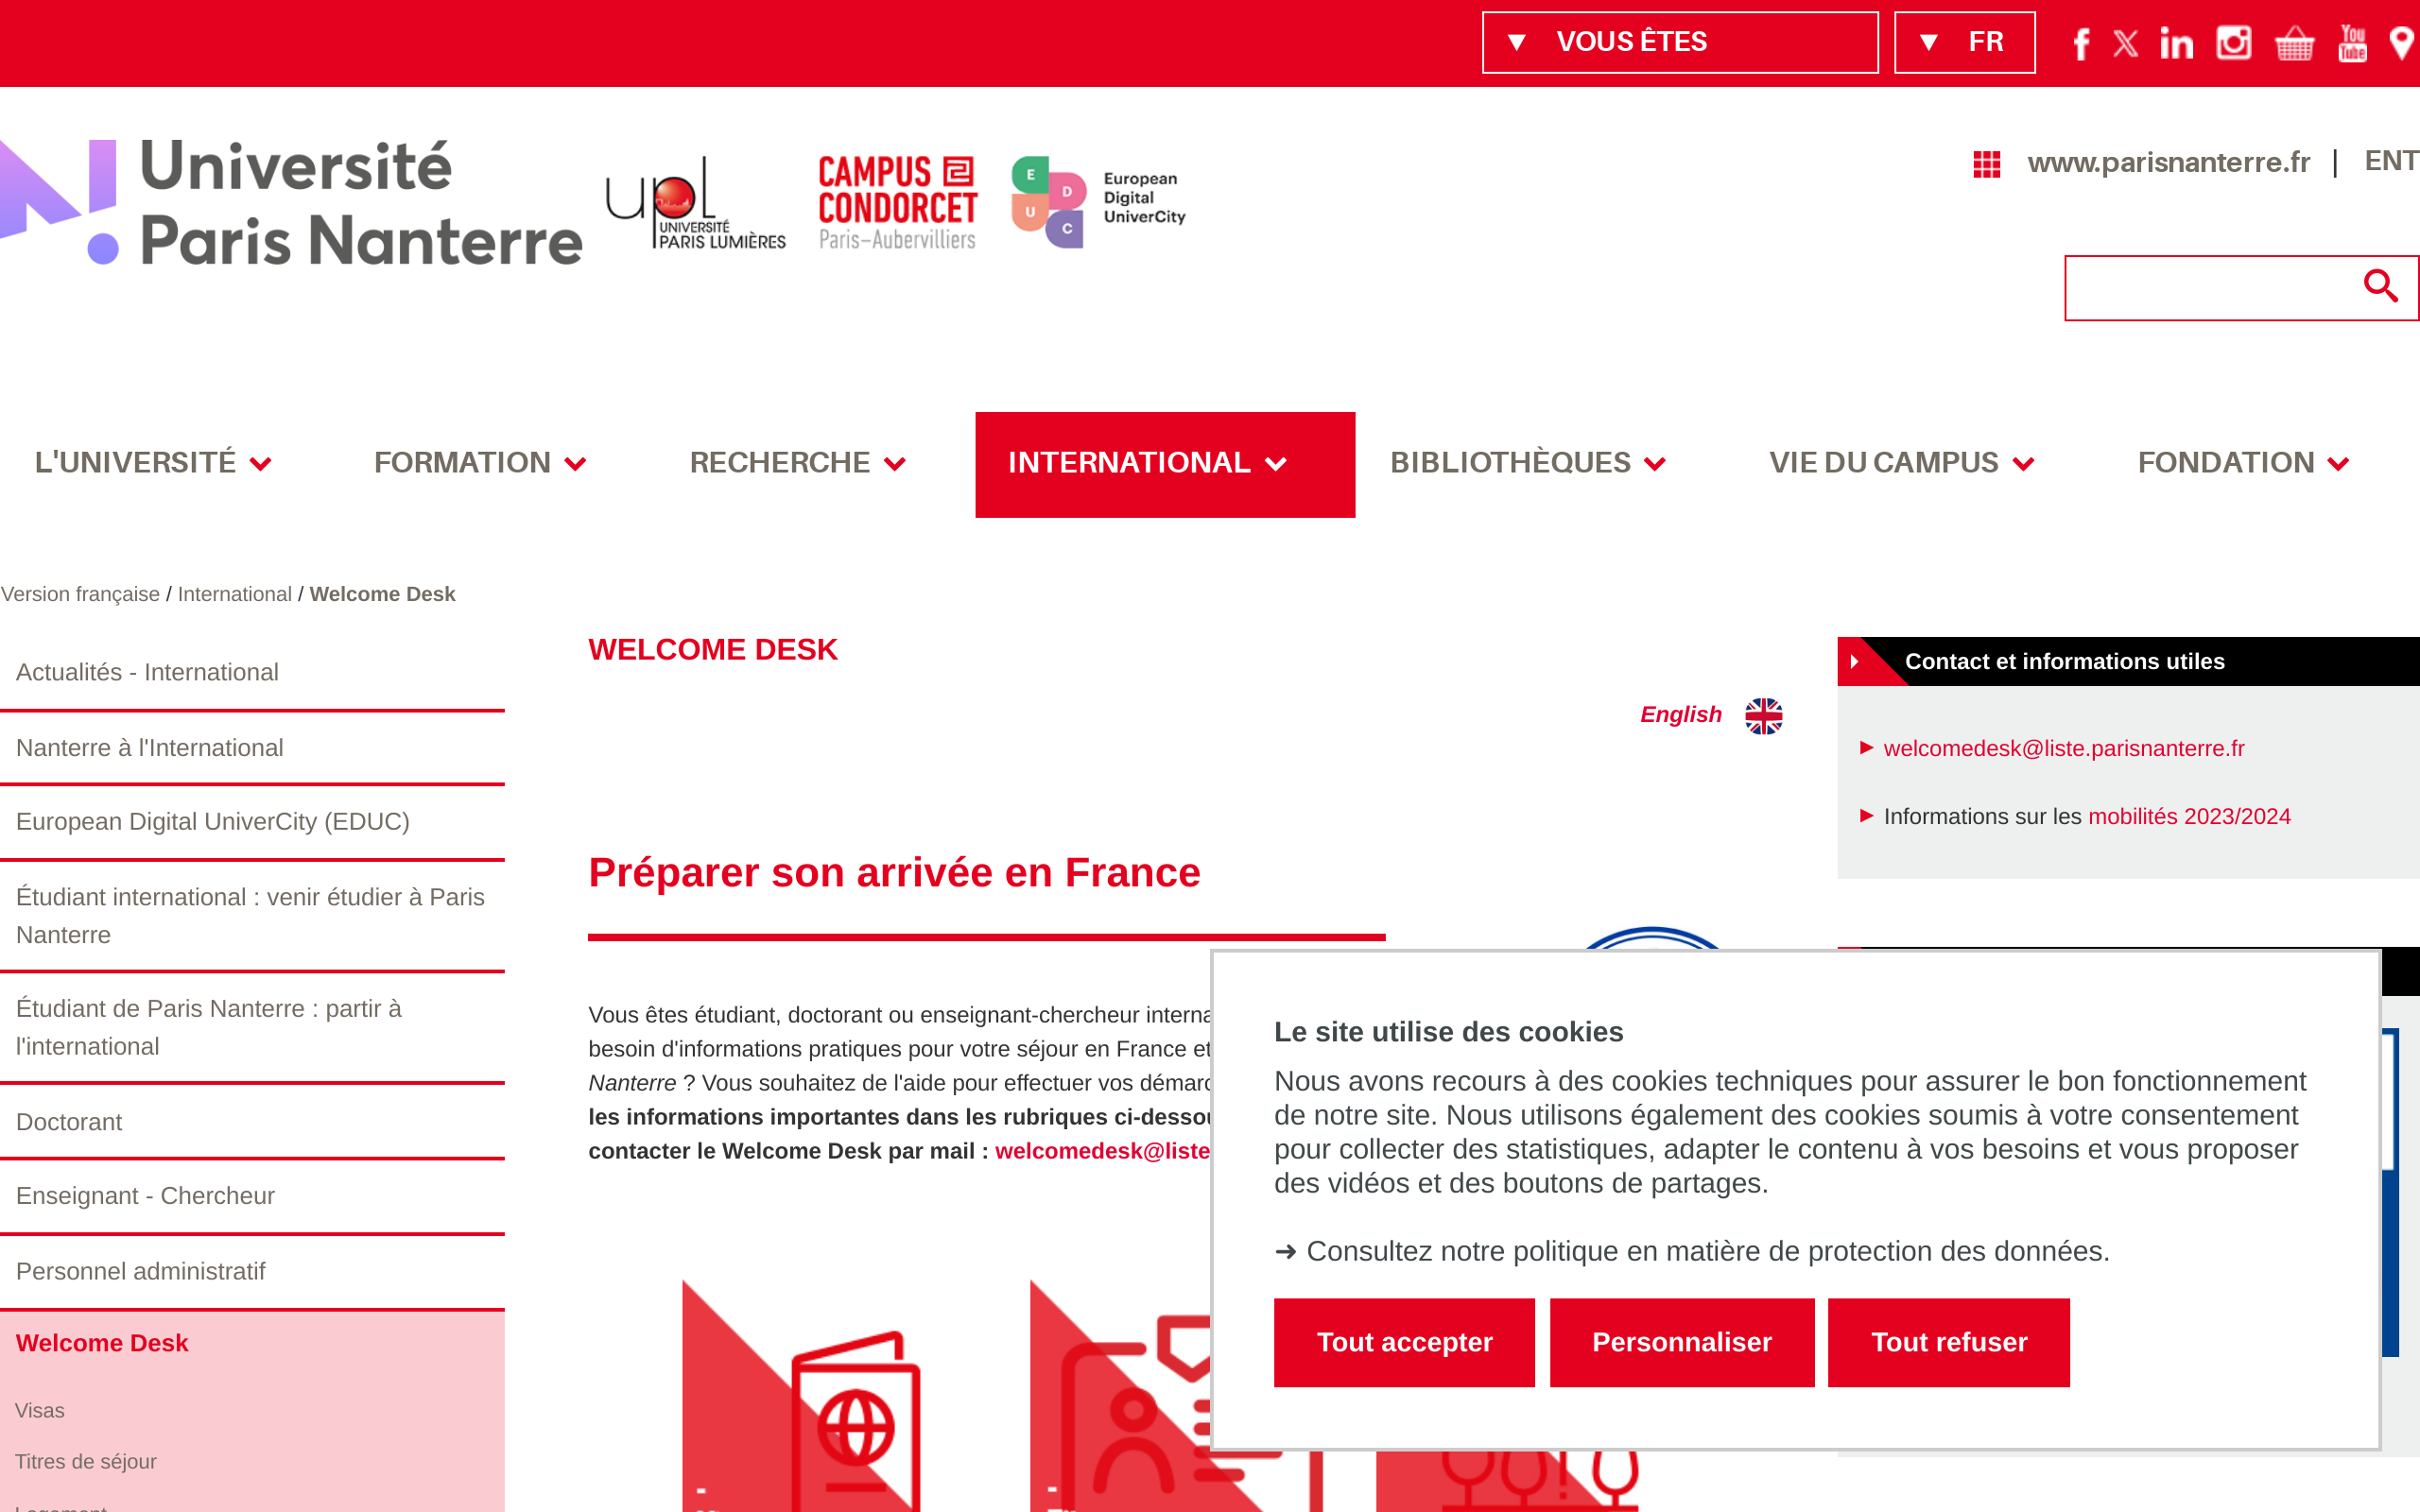 VOUS ÊTES
FR
You
Tube
Université
Paris Nanterre
upl
UNIVERSITÉ
PARIS LUMIÈRES
CAMPUS
CONDORCET
Paris–Aubervilliers
E
D
U
C
European
Digital
UniverCity
www.parisnanterre.fr | ENT
L'UNIVERSITÉ
FORMATION
RECHERCHE
INTERNATIONAL
BIBLIOTHÈQUES
VIE DU CAMPUS
FONDATION
Version française / International / Welcome Desk
Actualités - International
Nanterre à l'International
European Digital UniverCity (EDUC)
Étudiant international : venir étudier à Paris
Nanterre
Étudiant de Paris Nanterre : partir à
l'international
Doctorant
Enseignant - Chercheur
Personnel administratif
Welcome Desk
Visas
Titres de séjour
WELCOME DESK
English
Préparer son arrivée en France
Vous êtes étudiant, doctorant ou enseignant-chercheur
besoin d'informations pratiques pour votre séjour en France et
Nanterre ? Vous souhaitez de l'aide pour effectuer vos
les informations importantes dans les rubriques
contacter le Welcome Desk par mail : welcomedesk@liste
Contact et informations utiles
welcomedesk@liste.parisnanterre.fr
Informations sur les mobilités 2023/2024
Le site utilise des cookies
Nous avons recours à des cookies techniques pour assurer le bon fonctionnement
de notre site. Nous utilisons également des cookies soumis à votre consentement
pour collecter des statistiques, adapter le contenu à vos besoins et vous proposer
des vidéos et des boutons de partages.
➜ Consultez notre politique en matière de protection des données.
Tout accepter
Personnaliser
Tout refuser